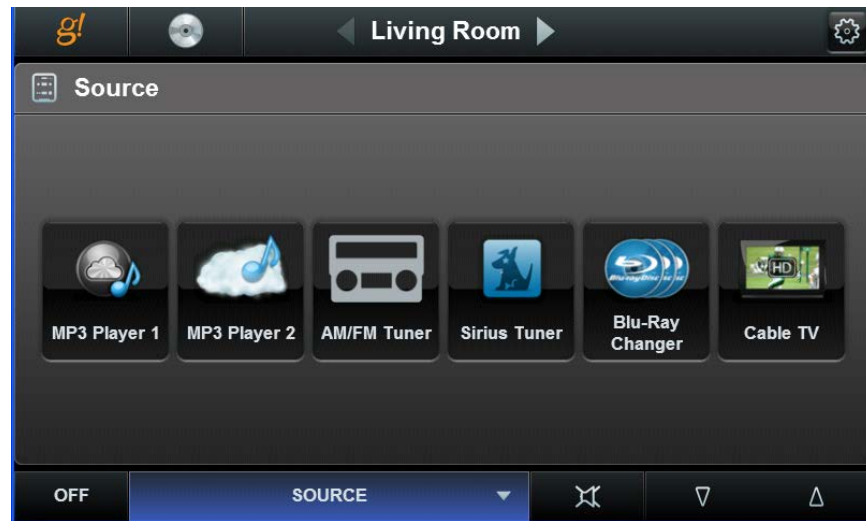 g!
Living Room
Source
MP3 Player 1
MP3 Player 2
AM/FM Tuner
Sirius Tuner
Blu-Ray
Changer
Cable TV
HD
OFF
SOURCE